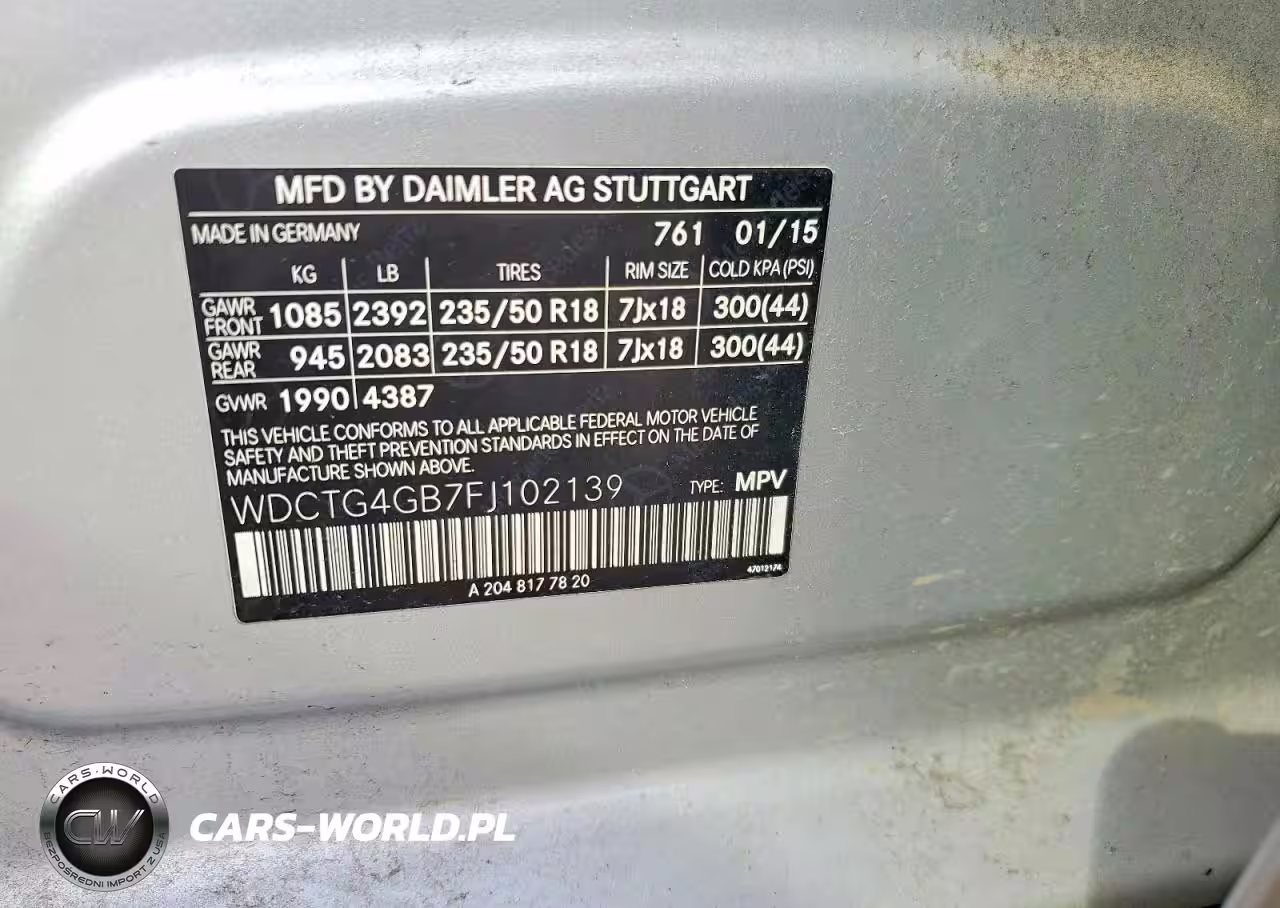 MFD BY DAIMLER AG STUTTGART
MADE IN GERMANY 761 01/15
KG LB TIRES RIM SIZE COLD KPA (PSI)
GAWR FRONT 1085 2392 235/50 R18 7Jx18 300(44)
GAWR REAR 945 2083 235/50 R18 7Jx18 300(44)
GVWR 1990 4387
THIS VEHICLE CONFORMS TO ALL APPLICABLE FEDERAL MOTOR VEHICLE
SAFETY AND THEFT PREVENTION STANDARDS IN EFFECT ON THE DATE OF
MANUFACTURE SHOWN ABOVE.
WDCTG4GB7FJ102139 TYPE: MPV
A 204 817 78 20 47012174
CARS-WORLD
CW
BEZPOŚREDNI IMPORT Z USA
CARS-WORLD.PL